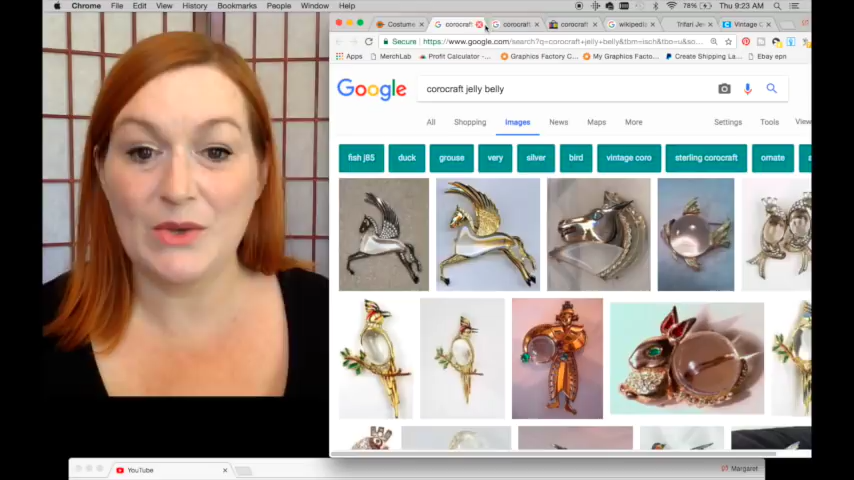 Chrome File Edit View History Bookmarks People Window Help
78% Thu 9:23 AM
Costume corocraft corocraft corocraft wikipedia Trifari Je Vintage C
Secure https://www.google.com/search?q=corocraft+jelly+belly&tbm=isch&tbo=u&so...
Apps MerchLab Profit Calculator -... Graphics Factory C... My Graphics Facto... Create Shipping La... Ebay epn
Google corocraft jelly belly
All Shopping Images News Maps More Settings Tools View
fish j85 duck grouse very silver bird vintage coro sterling corocraft ornate
YouTube Margaret